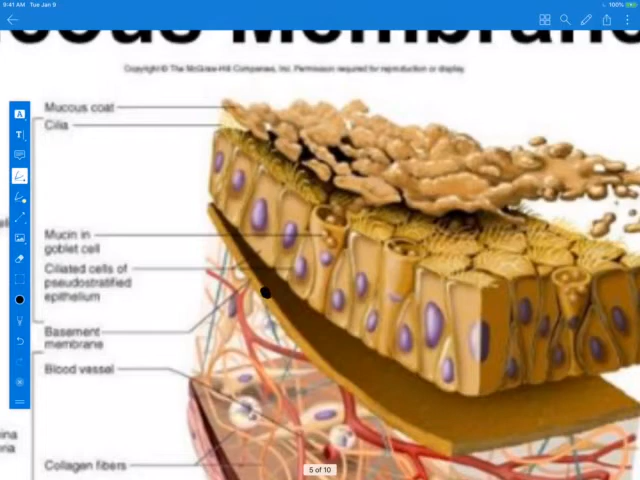 9:41 AM Tue Jan 9
100%
Mucous Membrane
Copyright © The McGraw-Hill Companies, Inc. Permission required for reproduction or display.
Mucous coat
Cilia
Mucin in
goblet cell
Ciliated cells of
pseudostratified
epithelium
Basement
membrane
Blood vessel
Collagen fibers
5 of 10